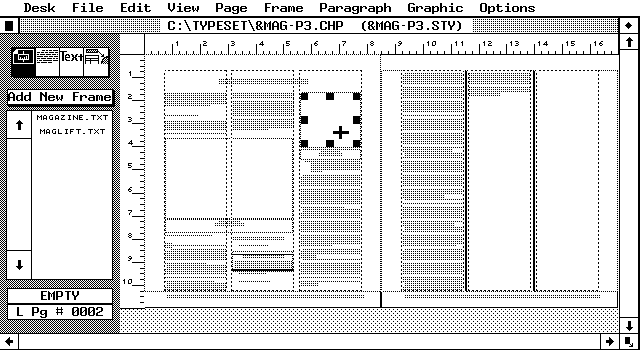 Desk File Edit View Page Frame Paragraph Graphic Options
C:\TYPESET\&MAG-P3.CHP (&MAG-P3.STY)
1 2 3 4 5 6 7 8 9 10 11 12 13 14 15 16
Text
Add New Frame
MAGAZINE.TXT
MAGLIFT.TXT
1
2
3
4
5
6
7
8
9
10
EMPTY
L Pg # 0002